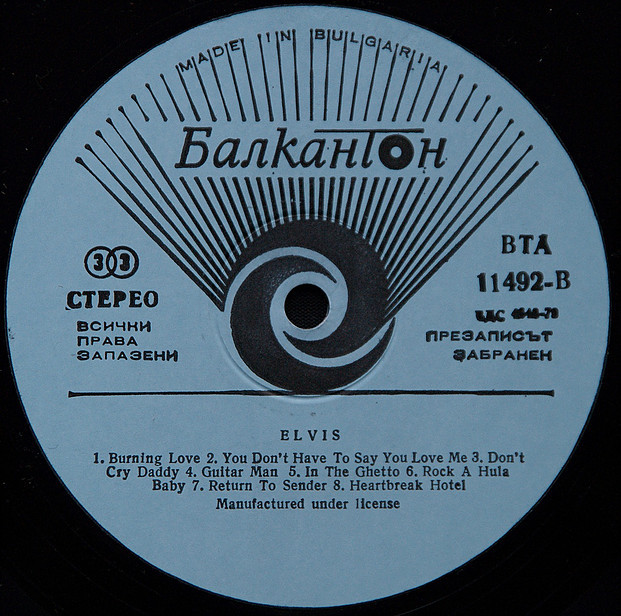 MADE IN BULGARIA
Балкантон
33
СТЕРЕО
ВСИЧКИ
ПРАВА
ЗАПАЗЕНИ
ВТА
11492-В
ПРЕЗАПИСЪТ
ЗАБРАНЕН
ELVIS
1. Burning Love 2. You Don't Have To Say You Love Me 3. Don't
Cry Daddy 4. Guitar Man 5. In The Ghetto 6. Rock A Hula
Baby 7. Return To Sender 8. Heartbreak Hotel
Manufactured under license